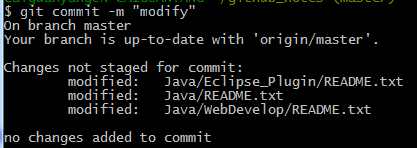 $ git commit -m "modify"
On branch master
Your branch is up-to-date with 'origin/master'.
Changes not staged for commit:
modified: Java/Eclipse_Plugin/README.txt
modified: Java/README.txt
modified: Java/WebDevelop/README.txt
no changes added to commit